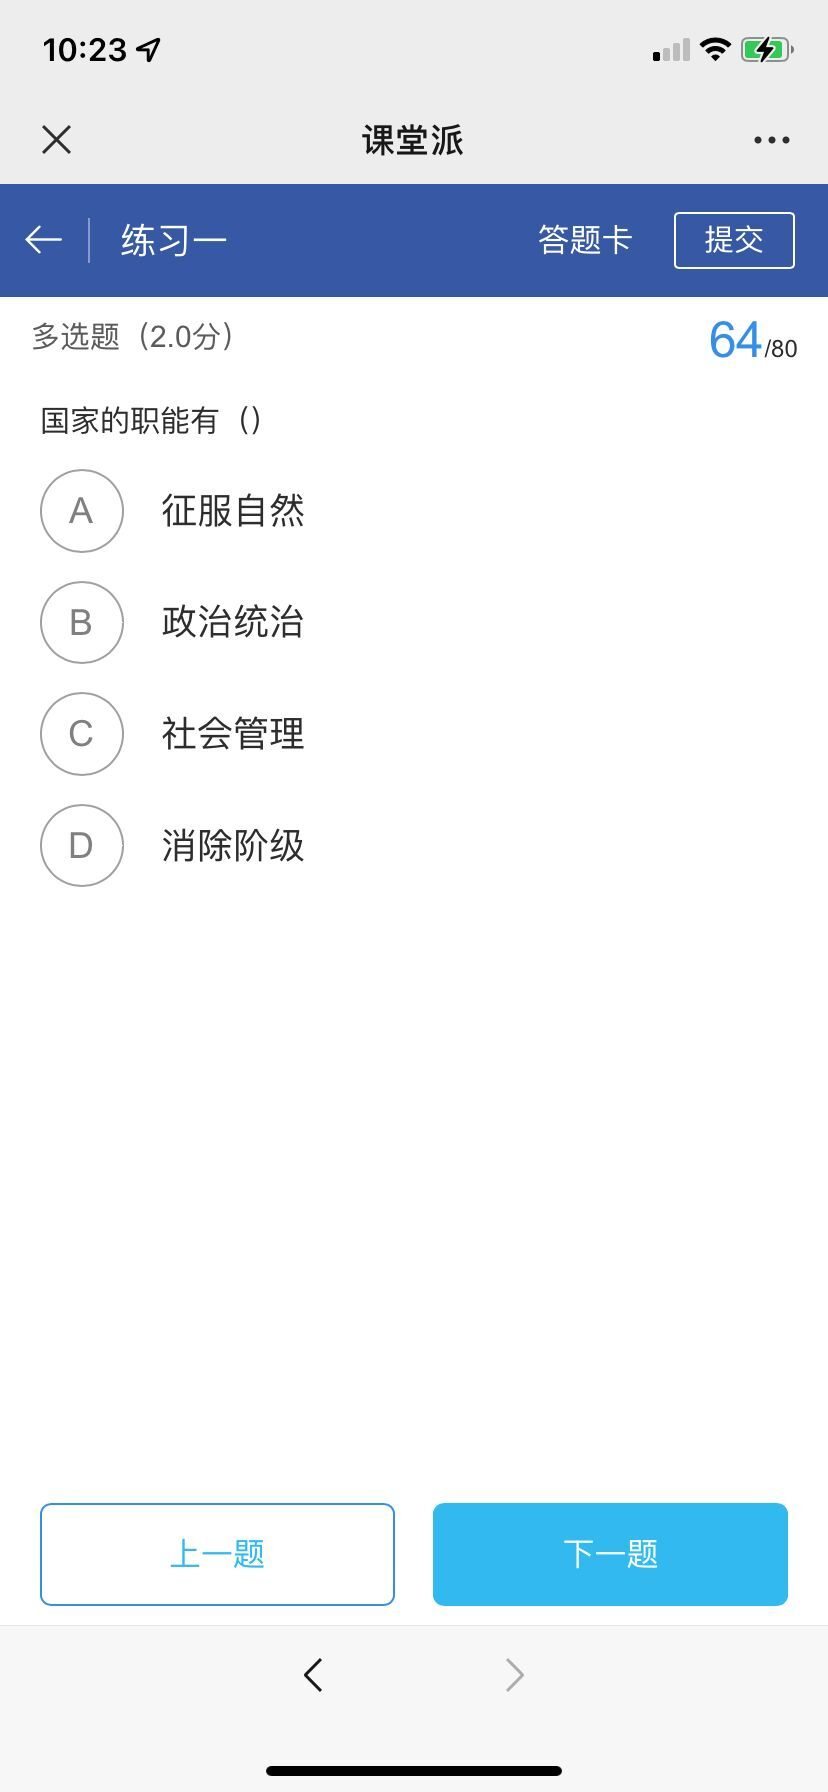 10:23
课堂派
练习一
答题卡
提交
多选题（2.0分）
64/80
国家的职能有（）
A 征服自然
B 政治统治
C 社会管理
D 消除阶级
上一题
下一题